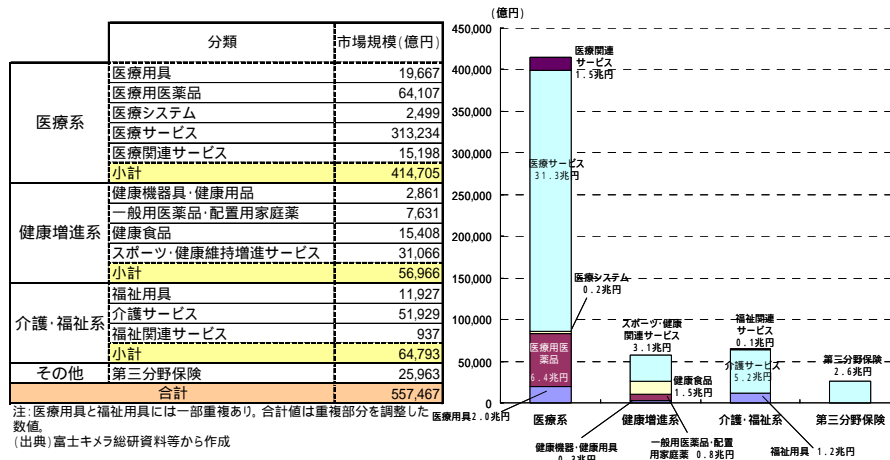 分類 市場規模(億円)
医療系
医療用具 19,667
医療用医薬品 64,107
医療システム 2,499
医療サービス 313,234
医療関連サービス 15,198
小計 414,705
健康増進系
健康機器具・健康用品 2,861
一般用医薬品・配置用家庭薬 7,631
健康食品 15,408
スポーツ・健康維持増進サービス 31,066
小計 56,966
介護・福祉系
福祉用具 11,927
介護サービス 51,929
福祉関連サービス 937
小計 64,793
その他 第三分野保険 25,963
合計 557,467
注:医療用具と福祉用具には一部重複あり。合計値は重複部分を調整した
数値。
(出典)富士キメラ総研資料等から作成
(億円)
450,000
400,000
350,000
300,000
250,000
200,000
150,000
100,000
50,000
0
医療関連
サービス
1.5兆円
医療サービス
31.3兆円
医療システム
0.2兆円
医療用医
薬品
6.4兆円
医療用具2.0兆円
スポーツ・健康
関連サービス
3.1兆円
健康食品
1.5兆円
健康機器・健康用具
0.3兆円
一般用医薬品・配置
用家庭薬 0.8兆円
福祉関連
サービス
0.1兆円
介護サービス
5.2兆円
福祉用具 1.2兆円
第三分野保険
2.6兆円
医療系 健康増進系 介護・福祉系 第三分野保険